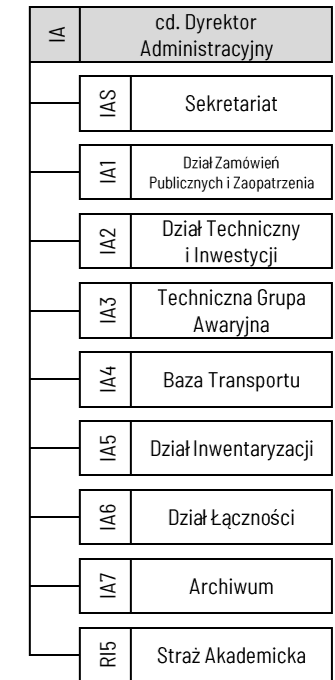 IA
cd. Dyrektor
Administracyjny
IAS
Sekretariat
IA1
Dział Zamówień
Publicznych i Zaopatrzenia
IA2
Dział Techniczny
i Inwestycji
IA3
Techniczna Grupa
Awaryjna
IA4
Baza Transportu
IA5
Dział Inwentaryzacji
IA6
Dział Łączności
IA7
Archiwum
RI5
Straż Akademicka